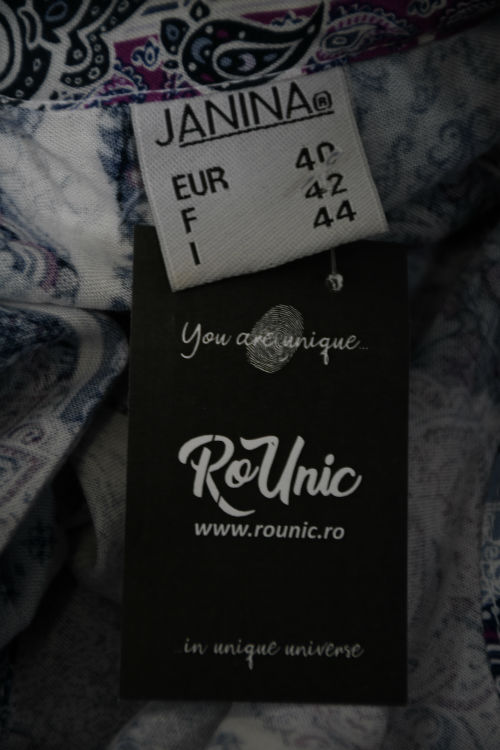 JANINA®
EUR 40
F 42
I 44
You are unique...
RoUnic
www.rounic.ro
...in unique universe